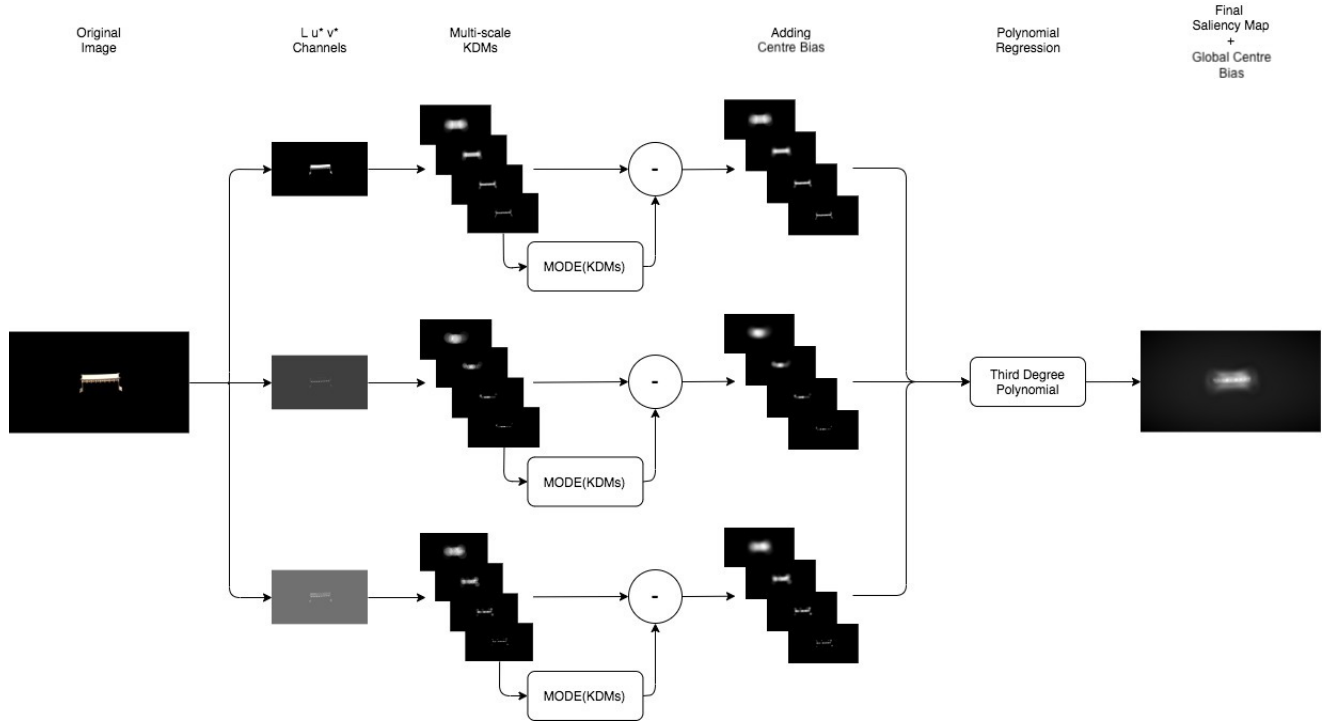 Original
Image
L u* v*
Channels
Multi-scale
KDMs
Adding
Centre Bias
Polynomial
Regression
Final
Saliency Map
+
Global Centre
Bias
-
MODE(KDMs)
-
MODE(KDMs)
Third Degree
Polynomial
-
MODE(KDMs)